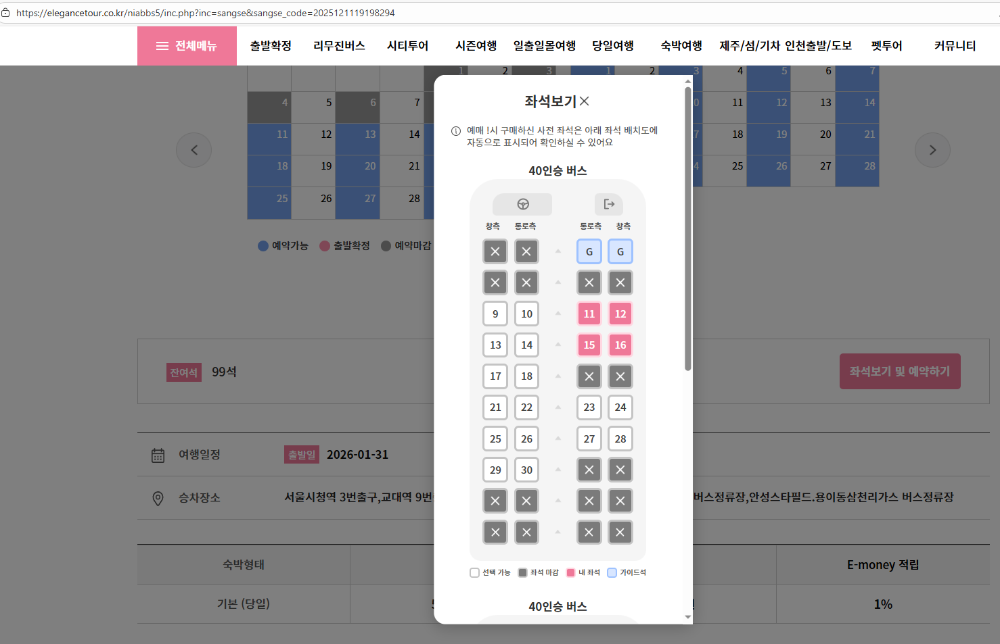 https://elegancetour.co.kr/niabbs5/inc.php?inc=sangse&sangse_code=2025121119198294
전체메뉴 출발확정 리무진버스 시티투어 시즌여행 일출일몰여행 당일여행 숙박여행 제주/섬/기차 인천출발/도보 펫투어 커뮤니티
1 2 3 1 2 3 4 5 6 7
4 5 6 7 0 11 12 13 14
11 12 13 14 7 18 19 20 21
18 19 20 21 4 25 26 27 28
25 26 27 28
예약가능 출발확정 예약마감
좌석보기
예매 !시 구매하신 사전 좌석은 아래 좌석 배치도에
자동으로 표시되어 확인하실 수 있어요
40인승 버스
창측 통로측 통로측 창측
G G
9 10 11 12
13 14 15 16
17 18
21 22 23 24
25 26 27 28
29 30
선택 가능 좌석 마감 내 좌석 가이드석
40인승 버스
잔여석 99석 좌석보기 및 예약하기
여행일정 출발일 2026-01-31
승차장소 서울시청역 3번출구,교대역 9번 버스정류장,안성스타필드.용이동삼천리가스 버스정류장
숙박형태 E-money 적립
기본 (당일) 1%